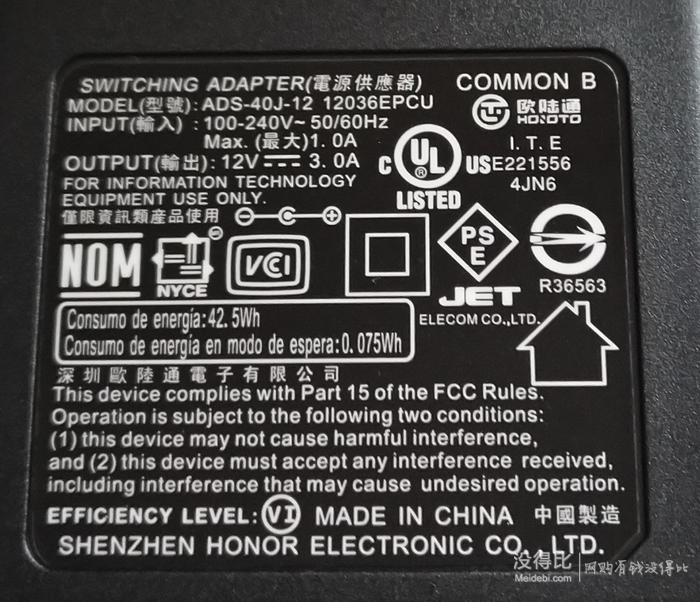 SWITCHING ADAPTER(電源供應器)
COMMON B
MODEL(型號): ADS-40J-12 12036EPCU
歐陸通
HONOTO
INPUT(輸入) : 100-240V~ 50/60Hz
Max. (最大)1.0A
I.T.E
OUTPUT(輸出): 12V 3.0A
C UL US
®
LISTED
E221556
4JN6
FOR INFORMATION TECHNOLOGY
EQUIPMENT USE ONLY.
僅限資訊類産品使用
NOM
NYCE
VCCI
PS
E
JET
R36563
ELECOM CO.,LTD.
Consumo de energía:42.5Wh
Consumo de energía en modo de espera:0.075Wh
深圳歐陸通電子有限公司
This device complies with Part 15 of the FCC Rules.
Operation is subject to the following two conditions:
(1) this device may not cause harmful interference,
and (2) this device must accept any interference received,
including interference that may cause undesired operation.
EFFICIENCY LEVEL: VI MADE IN CHINA 中國製造
SHENZHEN HONOR ELECTRONIC CO., LTD.
没得比
Meidebi.com
网购有钱没得比